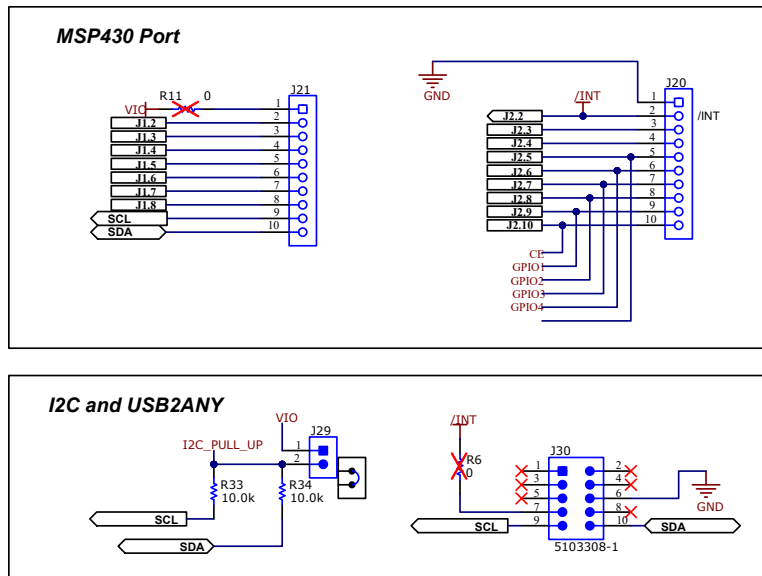 MSP430 Port
R11 0
VIO
J21
1
2
3
4
5
6
7
8
9
10
J1.2
J1.3
J1.4
J1.5
J1.6
J1.7
J1.8
SCL
SDA
GND
/INT
J20
/INT
1
2
3
4
5
6
7
8
9
10
J2.2
J2.3
J2.4
J2.5
J2.6
J2.7
J2.8
J2.9
J2.10
CE
GPIO1
GPIO2
GPIO3
GPIO4
I2C and USB2ANY
VIO
J29
1
2
I2C_PULL_UP
R33
10.0k
R34
10.0k
SCL
SDA
/INT
R6
0
J30
1
3
5
7
9
2
4
6
8
10
GND
SCL
SDA
5103308-1